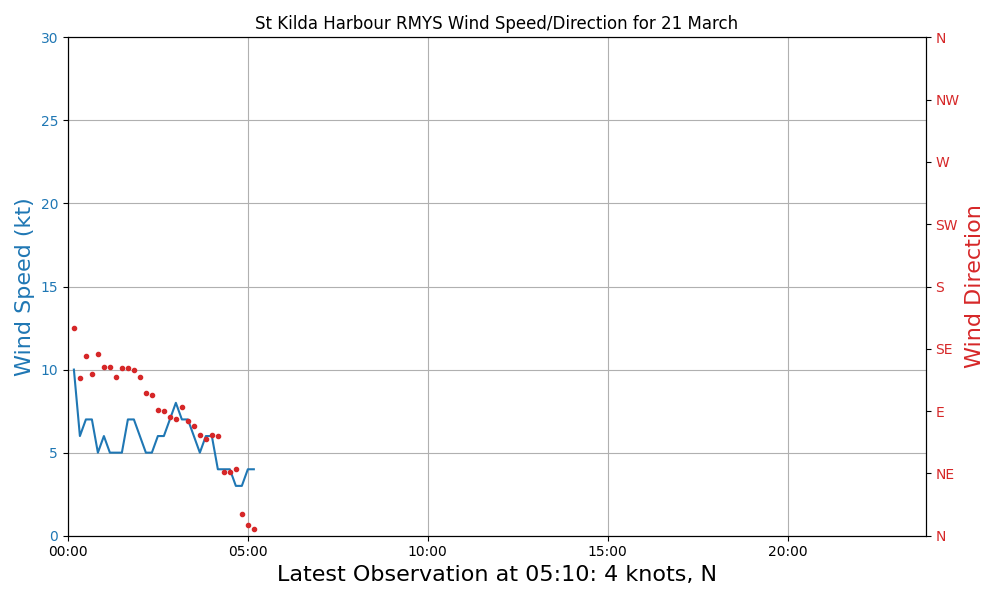 St Kilda Harbour RMYS Wind Speed/Direction for 21 March
30
25
20
15
10
5
0
Wind Speed (kt)
N
NW
W
SW
S
SE
E
NE
N
Wind Direction
00:00
05:00
10:00
15:00
20:00
Latest Observation at 05:10: 4 knots, N